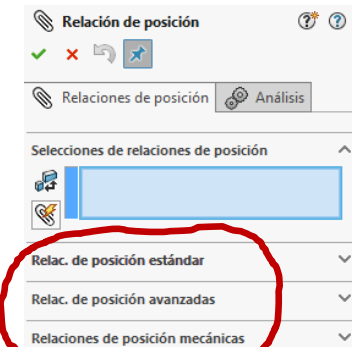 Relación de posición
Relaciones de posición Análisis
Selecciones de relaciones de posición
Relac. de posición estándar
Relac. de posición avanzadas
Relaciones de posición mecánicas